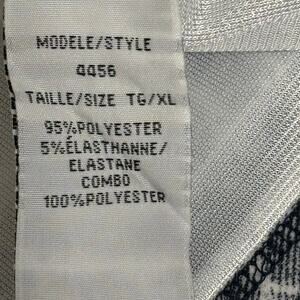 MODELE/STYLE
4456
TAILLE/SIZE TG/XL
95%POLYESTER
5%ÉLASTHANNE/
ELASTANE
COMBO
100%POLYESTER